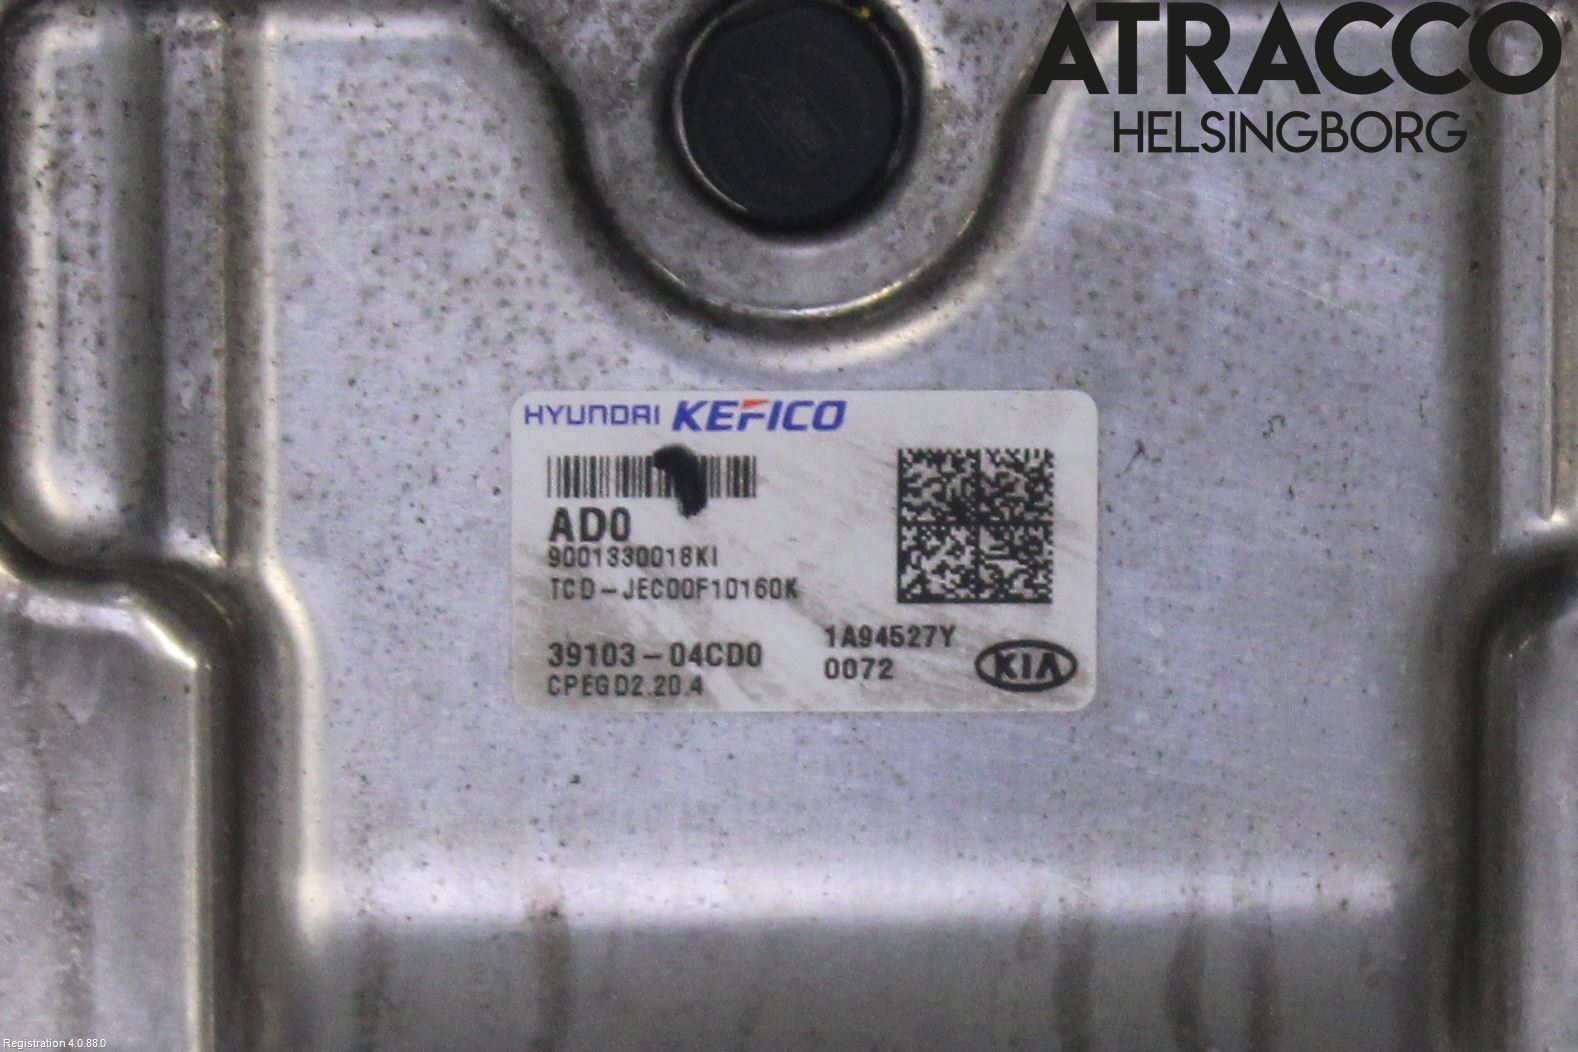 ATRACCO
HELSINGBORG
HYUNDAI KEFICO
AD0
9001330018KI
TCD-JEC00F10160K
39103-04CD0
CPEGD2.20.4
1A94527Y
0072
KIA
Registration 4.0.88.0